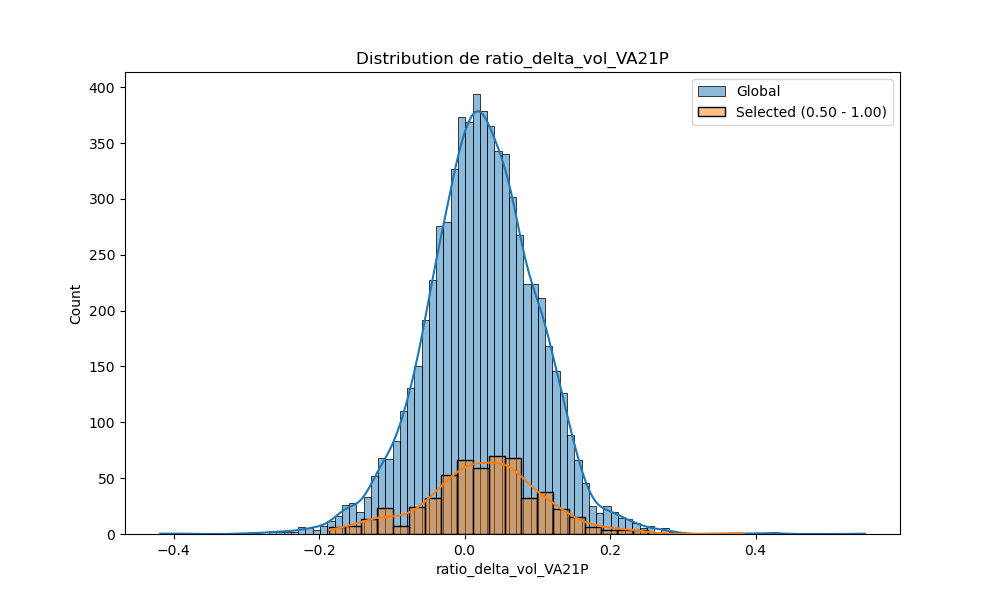 Distribution de ratio_delta_vol_VA21P
Global
Selected (0.50 - 1.00)
400
350
300
250
200
150
100
50
0
Count
−0.4
−0.2
0.0
0.2
0.4
ratio_delta_vol_VA21P